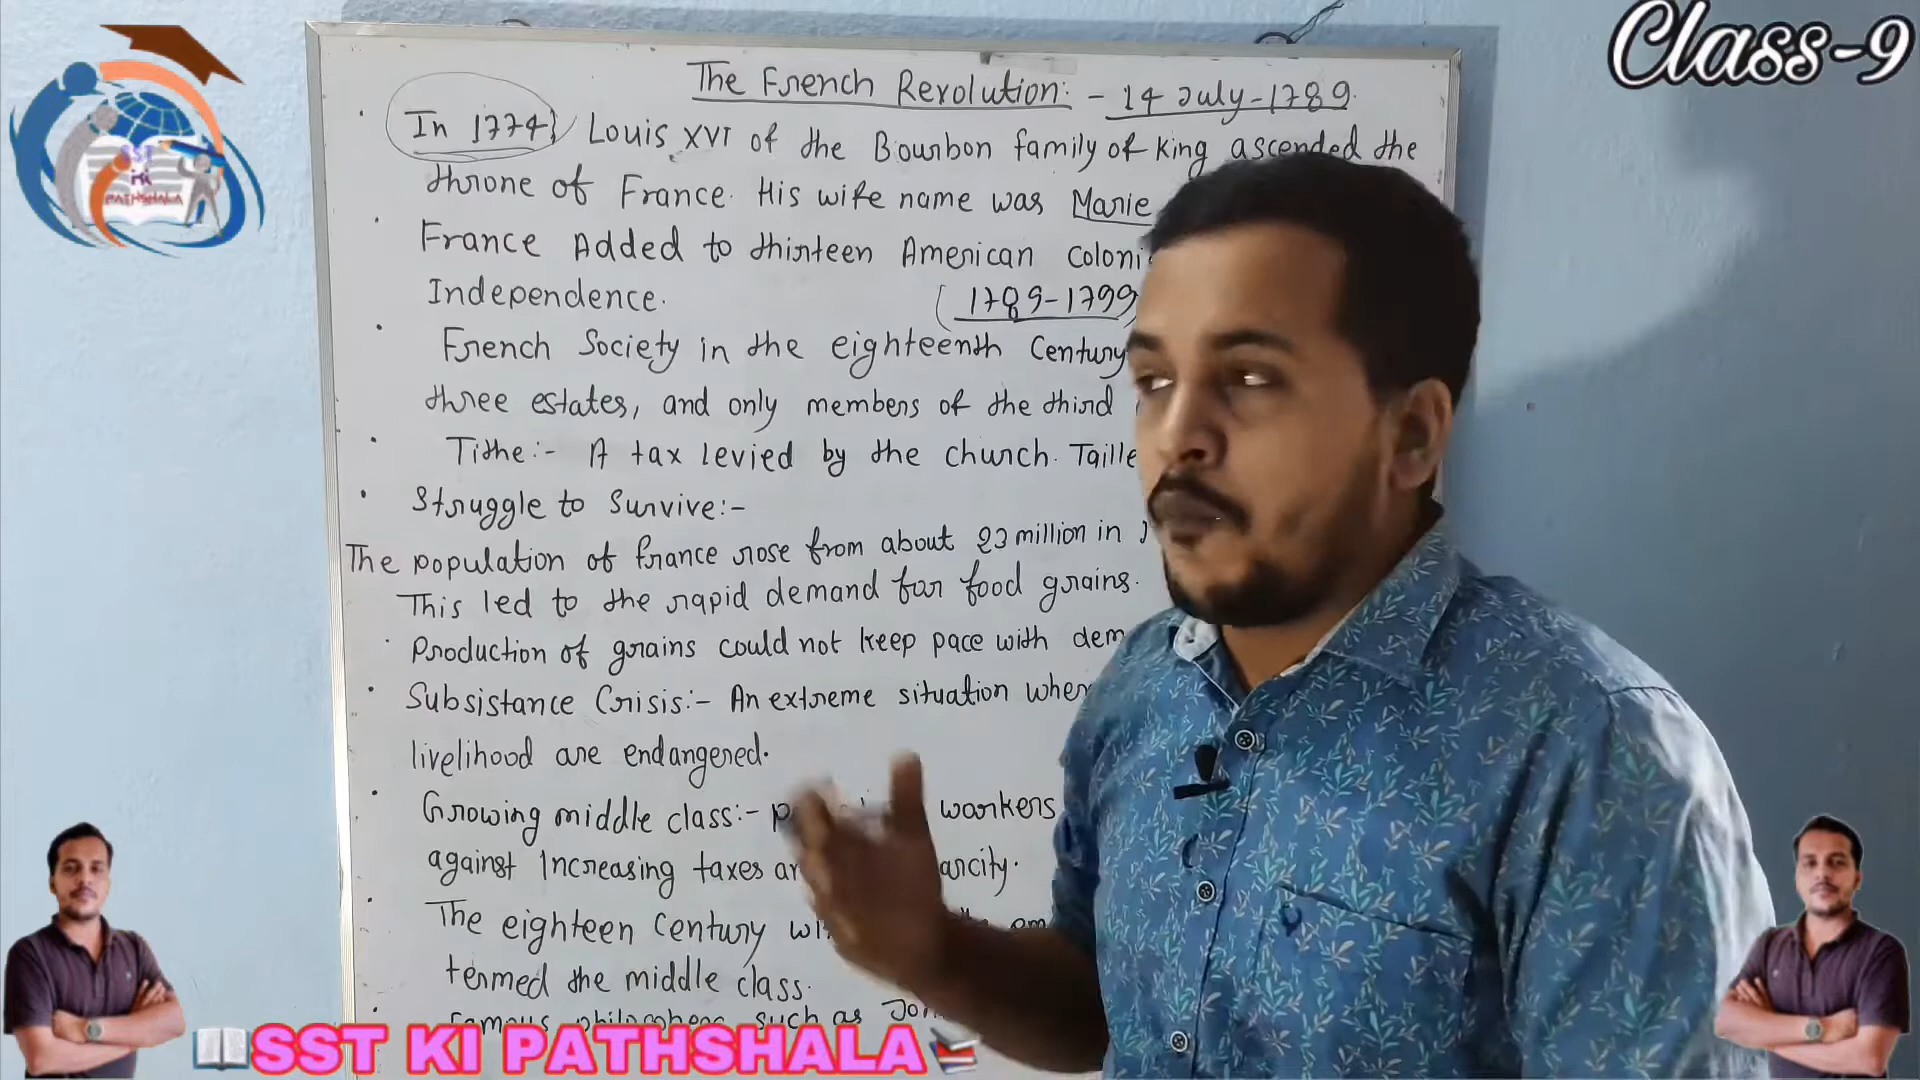 Class-9
The French Revolution: - 14 July-1789.
In 1774, Louis XVI of the Bourbon family of king ascended the
throne of France. His wife name was Marie
France Added to thirteen American Coloni
Independence. (1789-1799)
French Society in the eighteenth Century
three estates, and only members of the third
Tithe:- A tax levied by the church. Taille
Struggle to Survive:-
The population of france rose from about 23 million in
This led to the rapid demand for food grains.
Production of grains could not keep pace with dem
Subsistance Crisis:- An extreme situation wher
livelihood are endangered.
Growing middle class:- workers
against Increasing taxes arcity.
The eighteen Century
termed the middle class.
such as
SST KI PATHSHALA
SST
KI
PATHSHALA